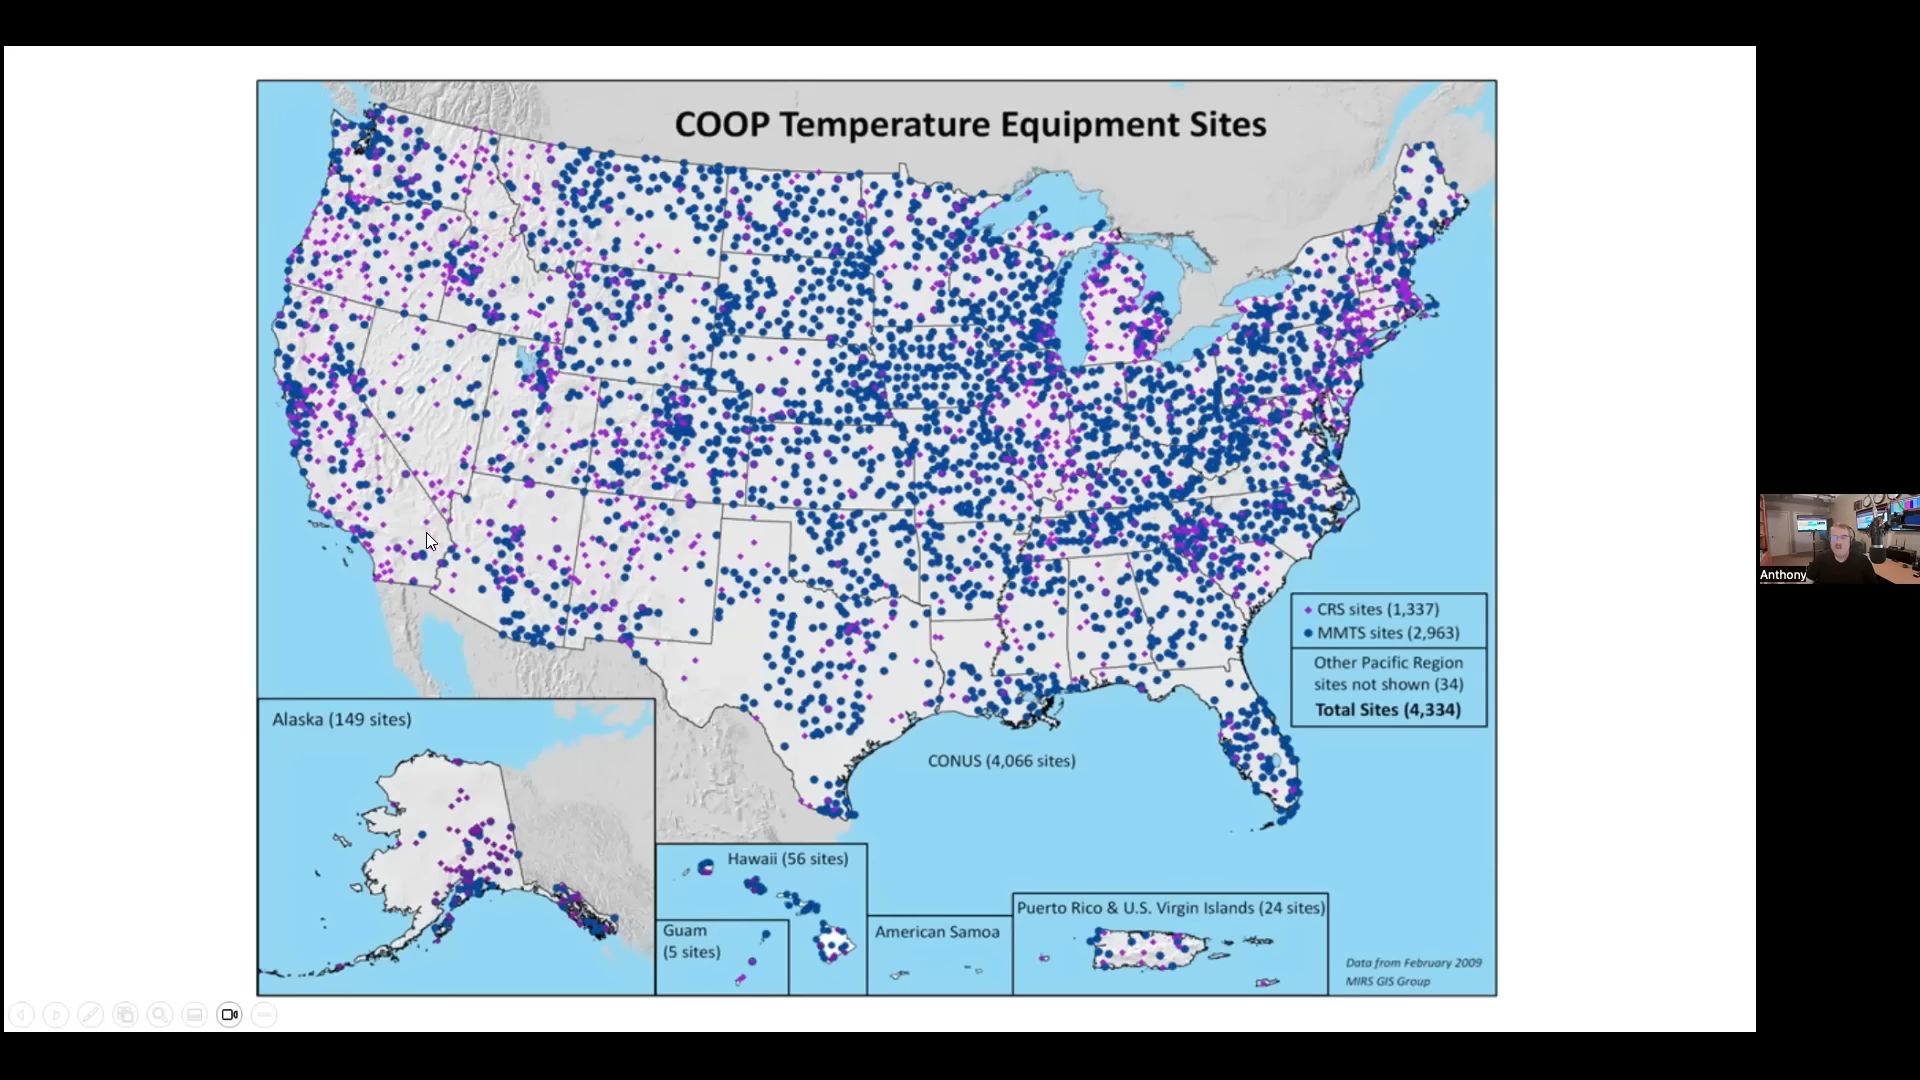 COOP Temperature Equipment Sites
CRS sites (1,337)
MMTS sites (2,963)
Other Pacific Region
sites not shown (34)
Total Sites (4,334)
Alaska (149 sites)
CONUS (4,066 sites)
Hawaii (56 sites)
Guam
(5 sites)
American Samoa
Puerto Rico & U.S. Virgin Islands (24 sites)
Data from February 2009
MIRS GIS Group
Anthony